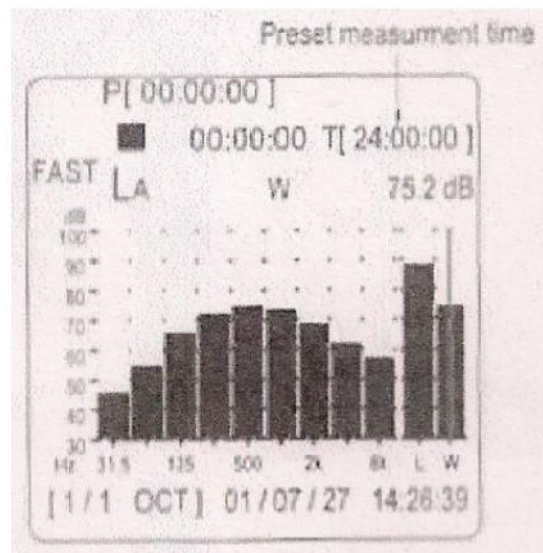 Preset measurment time
P[ 00:00:00 ]
00:00:00 T[ 24:00:00 ]
FAST LA W 75.2 dB
dB
100
90
80
70
60
50
40
30
Hz 31.5 125 500 2k 8k L W
[ 1 / 1 OCT ] 01 / 07 / 27 14:26:39